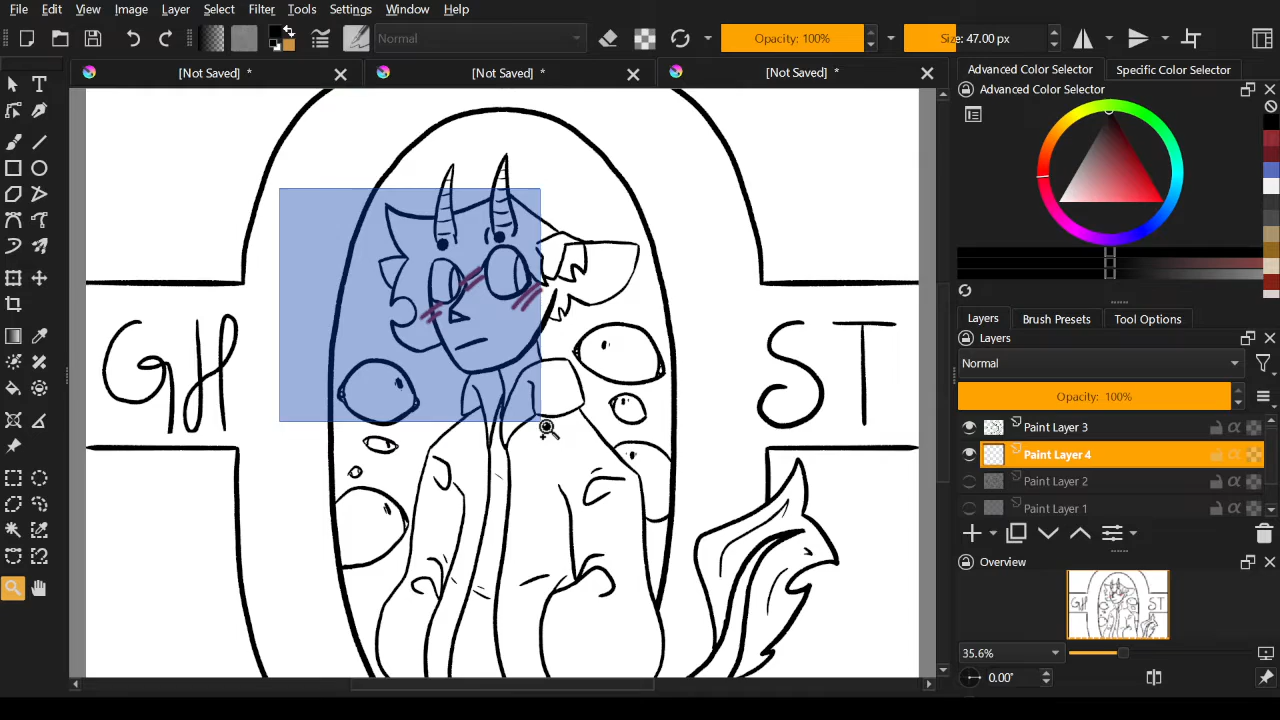 File Edit View Image Layer Select Filter Tools Settings Window Help
Normal Opacity: 100% Size: 47.00 px
[Not Saved] * [Not Saved] * [Not Saved] *
Advanced Color Selector Specific Color Selector
Advanced Color Selector
Layers Brush Presets Tool Options
Layers
Normal
Opacity: 100%
Paint Layer 3
Paint Layer 4
Paint Layer 2
Paint Layer 1
Overview
35.6%
0.00°
GH ST